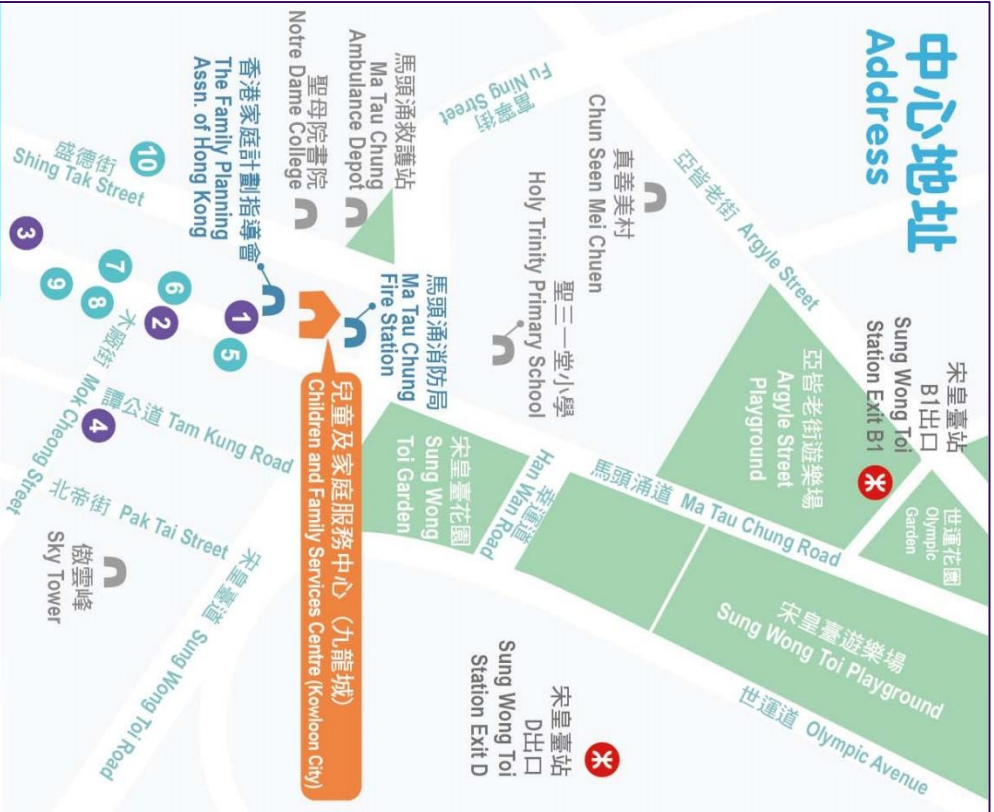 中心地址
Address
宋皇臺站
B1出口
Sung Wong Toi
Station Exit B1
世運花園
Olympic
Garden
亞皆老街 Argyle Street
亞皆老街遊樂場
Argyle Street
Playground
宋皇臺遊樂場
Sung Wong Toi Playground
真善美村
Chun Seen Mei Chuen
富寧街
Fu Ning Street
聖三一堂小學
Holy Trinity Primary School
馬頭涌道 Ma Tau Chung Road
世運道 Olympic Avenue
幸運道
Han Wan Road
宋皇臺站
D出口
Sung Wong Toi
Station Exit D
馬頭涌救護站
Ma Tau Chung
Ambulance Depot
馬頭涌消防局
Ma Tau Chung
Fire Station
宋皇臺花園
Sung Wong
Toi Garden
聖母院書院
Notre Dame College
兒童及家庭服務中心（九龍城）
Children and Family Services Centre (Kowloon City)
香港家庭計劃指導會
The Family Planning
Assn. of Hong Kong
盛德街
Shing Tak Street
10
1
5
6
2
7
8
9
3
4
譚公道 Tam Kung Road
木廠街 Mok Cheong Street
北帝街 Pak Tai Street
宋皇臺道 Sung Wong Toi Road
傲雲峰
Sky Tower